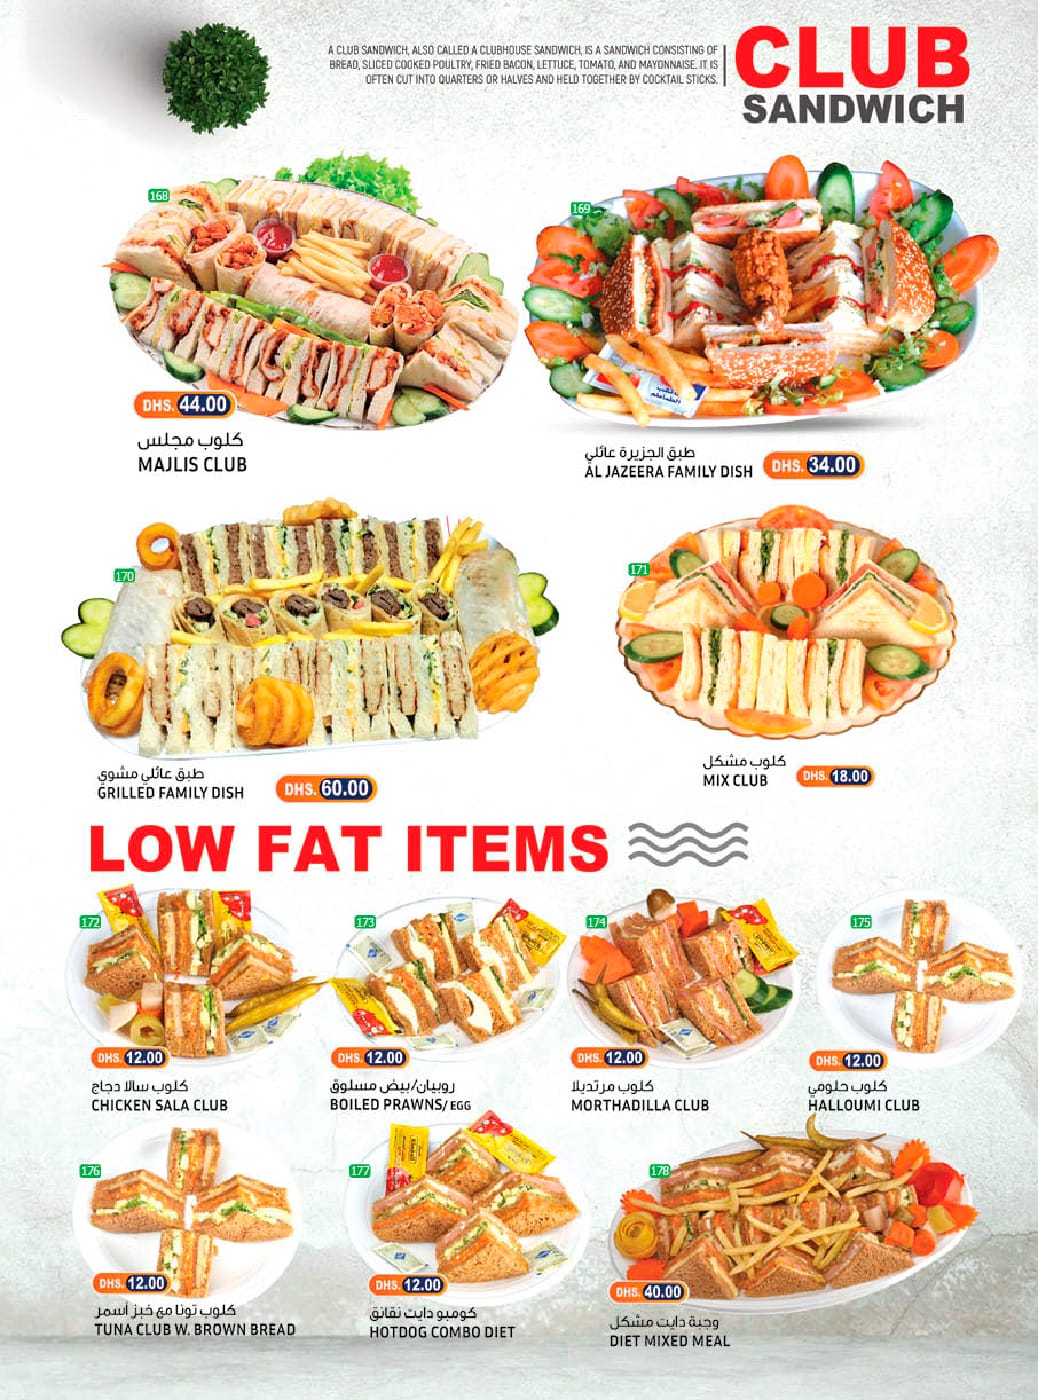 A CLUB SANDWICH, ALSO CALLED A CLUBHOUSE SANDWICH, IS A SANDWICH CONSISTING OF
BREAD, SLICED COOKED POULTRY, FRIED BACON, LETTUCE, TOMATO, AND MAYONNAISE. IT IS
OFTEN CUT INTO QUARTERS OR HALVES AND HELD TOGETHER BY COCKTAIL STICKS.
CLUB
SANDWICH
168
DHS. 44.00
كلوب مجلس
MAJLIS CLUB
169
طبق الجزيرة عائلي
AL JAZEERA FAMILY DISH
DHS. 34.00
170
طبق عائلي مشوي
GRILLED FAMILY DISH
DHS. 60.00
171
كلوب مشكل
MIX CLUB
DHS. 18.00
LOW FAT ITEMS
172
DHS. 12.00
كلوب سالا دجاج
CHICKEN SALA CLUB
173
DHS. 12.00
روبيان/بيض مسلوق
BOILED PRAWNS/ EGG
174
DHS. 12.00
كلوب مرتديلا
MORTHADILLA CLUB
175
DHS. 12.00
كلوب حلومي
HALLOUMI CLUB
176
DHS. 12.00
كلوب تونا مع خبز أسمر
TUNA CLUB W. BROWN BREAD
177
DHS. 12.00
كومبو دايت نقانق
HOTDOG COMBO DIET
178
DHS. 40.00
وجبة دايت مشكل
DIET MIXED MEAL